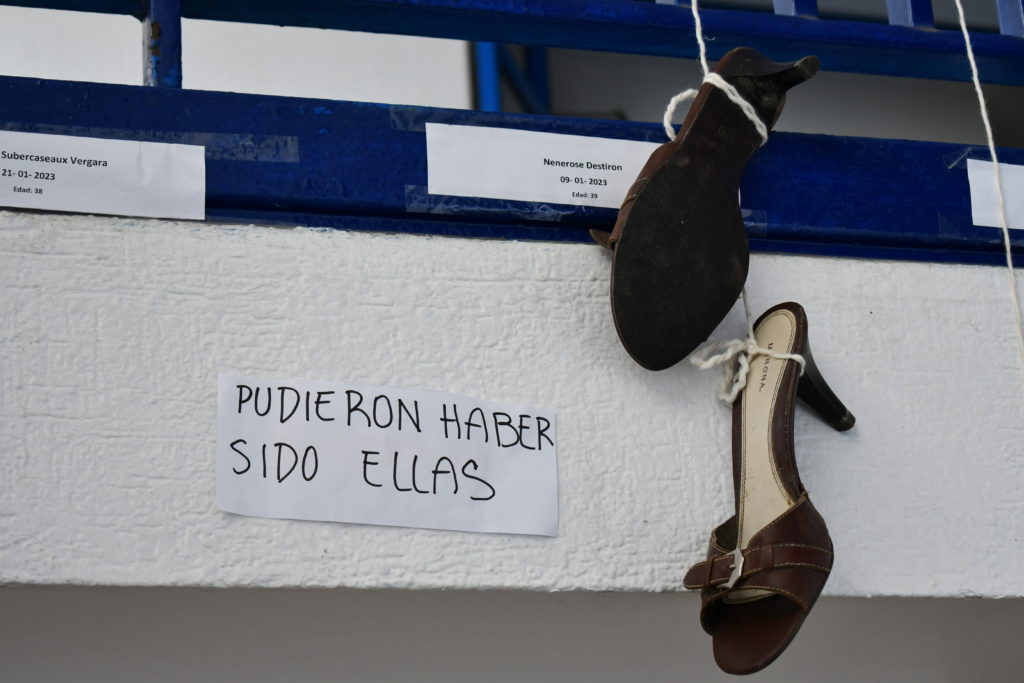 Subercaseaux Vergara
21- 01- 2023
Edad: 38
Nenerose Destiron
09- 01- 2023
Edad: 39
PUDIERON HABER
SIDO ELLAS